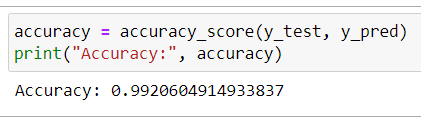 accuracy = accuracy_score(y_test, y_pred)
print("Accuracy:", accuracy)
Accuracy: 0.9920604914933837